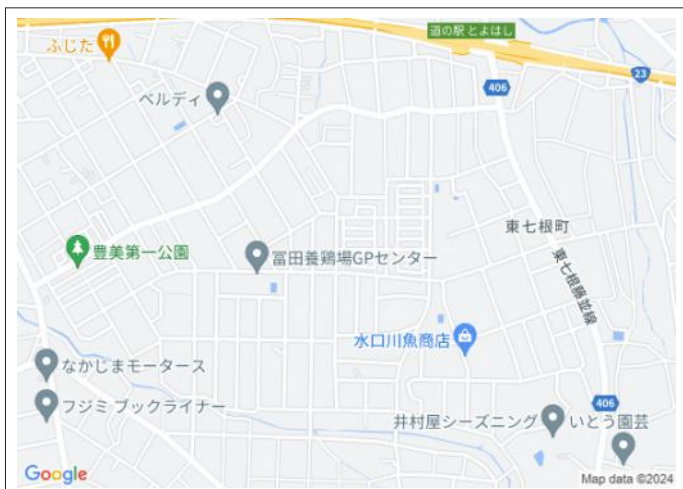 道の駅 とよはし
ふじた
23
406
ベルディ
東七根町
豊美第一公園
冨田養鶏場GPセンター
東七根藤並線
水口川魚商店
なかじまモータース
フジミ ブックライナー
406
井村屋シーズニング
いとう園芸
Google
Map data ©2024